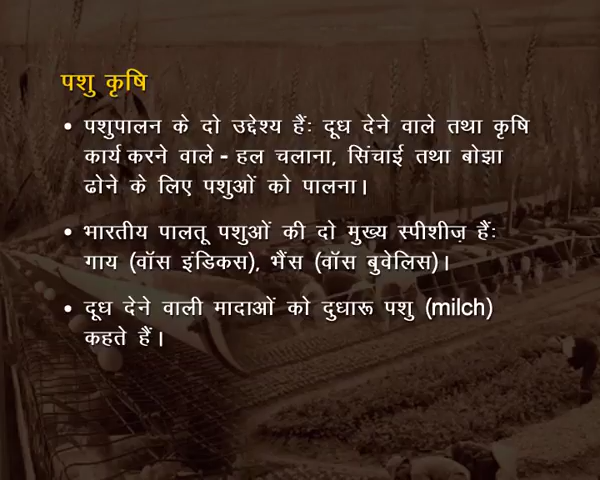 पशु कृषि
• पशुपालन के दो उद्देश्य हैंः दूध देने वाले तथा कृषि
कार्य करने वाले - हल चलाना, सिंचाई तथा बोझा
ढोने के लिए पशुओं को पालना।
• भारतीय पालतू पशुओं की दो मुख्य स्पीशीज़ हैंः
गाय (वॉस इंडिकस), भैंस (वॉस बुवेलिस)।
• दूध देने वाली मादाओं को दुधारू पशु (milch)
कहते हैं।